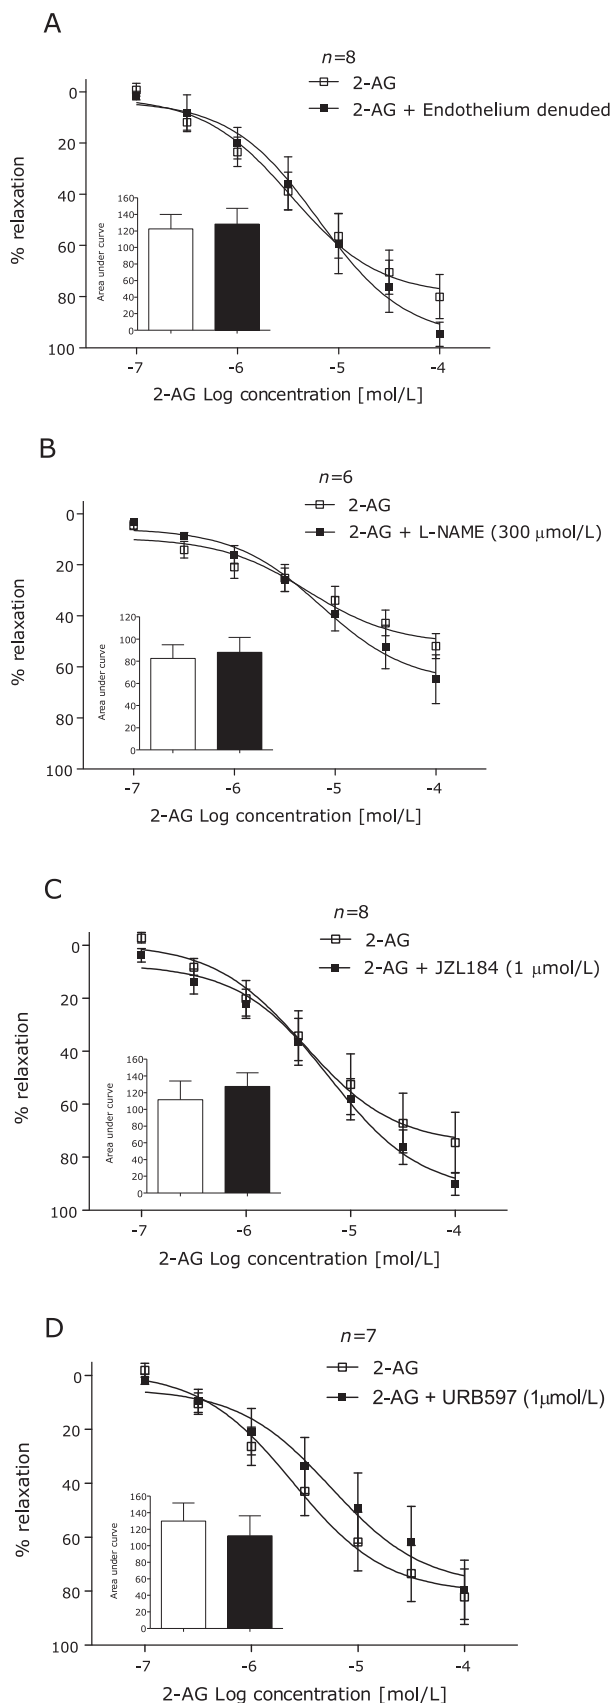 A
n=8
2-AG
2-AG + Endothelium denuded
0
20
40
60
80
100
% relaxation
Area under curve
160
140
120
100
80
60
40
20
0
-7 -6 -5 -4
2-AG Log concentration [mol/L]
B
n=6
2-AG
2-AG + L-NAME (300 µmol/L)
0
20
40
60
80
100
% relaxation
Area under curve
120
100
80
60
40
20
0
-7 -6 -5 -4
2-AG Log concentration [mol/L]
C
n=8
2-AG
2-AG + JZL184 (1 µmol/L)
0
20
40
60
80
100
% relaxation
Area under curve
160
140
120
100
80
60
40
20
0
-7 -6 -5 -4
2-AG Log concentration [mol/L]
D
n=7
2-AG
2-AG + URB597 (1µmol/L)
0
20
40
60
80
100
% relaxation
Area under curve
160
140
120
100
80
60
40
20
0
-7 -6 -5 -4
2-AG Log concentration [mol/L]